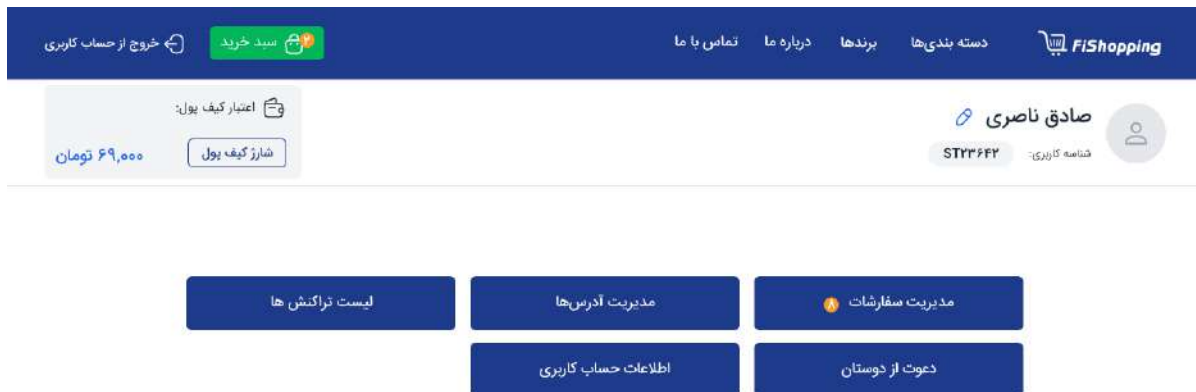 FiShopping دسته بندی‌ها برندها درباره ما تماس با ما سبد خرید ۲ خروج از حساب کاربری
صادق ناصری
شناسه کاربری: ST۲۳۶۴۲
اعتبار کیف پول:
شارژ کیف پول ۶۹,۰۰۰ تومان
مدیریت سفارشات ۸ مدیریت آدرس‌ها لیست تراکنش ها
دعوت از دوستان اطلاعات حساب کاربری